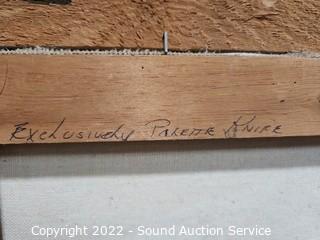 Exclusively Palette Knife
Copyright 2022 - Sound Auction Service